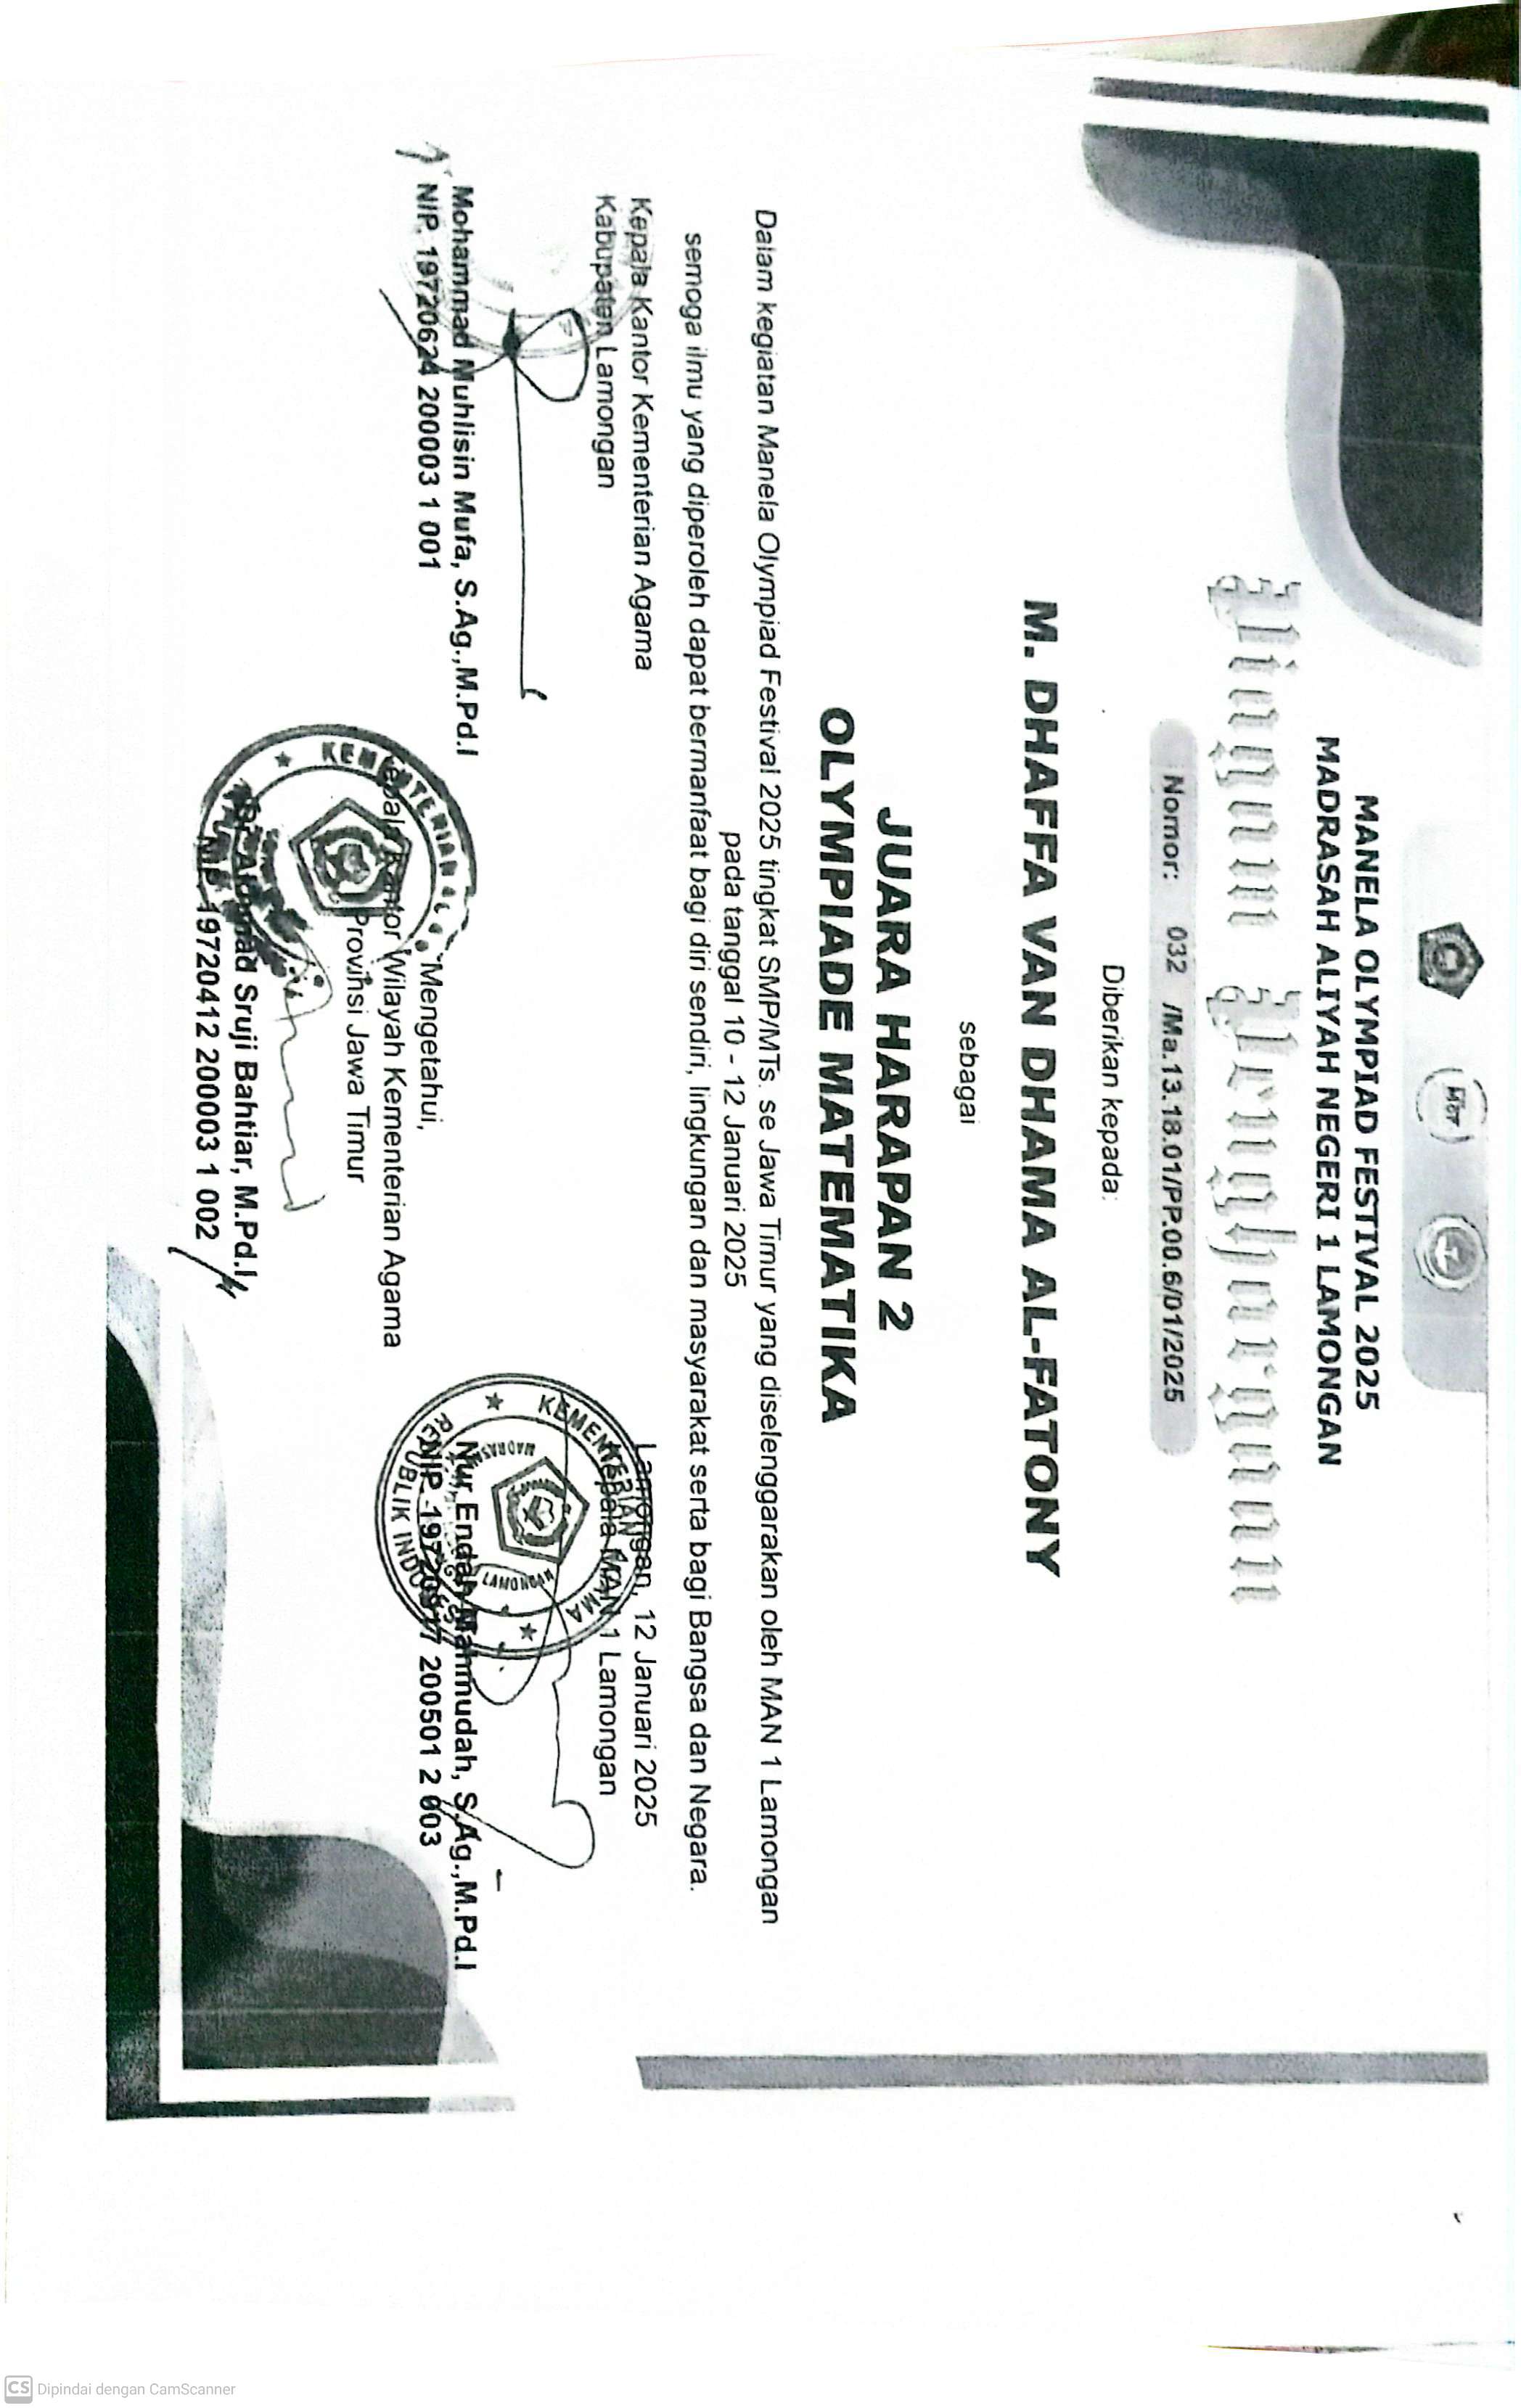 MANELA OLYMPIAD FESTIVAL 2025
MADRASAH ALIYAH NEGERI 1 LAMONGAN
Piagam Penghargaan
Nomor: 032 /Ma.13.18.01/PP.00.6/01/2025
Diberikan kepada:
M. DHAFFA VAN DHAMA AL-FATONY
sebagai
JUARA HARAPAN 2
OLYMPIADE MATEMATIKA
Dalam kegiatan Manela Olympiad Festival 2025 tingkat SMP/MTs. se Jawa Timur yang diselenggarakan oleh MAN 1 Lamongan
pada tanggal 10 - 12 Januari 2025
semoga ilmu yang diperoleh dapat bermanfaat bagi diri sendiri, lingkungan dan masyarakat serta bagi Bangsa dan Negara.
Kepala Kantor Kementerian Agama
Kabupaten Lamongan
Mohammad Muhlisin Mufa, S.Ag.,M.Pd.I
NIP. 19720624 200003 1 001
Lamongan, 12 Januari 2025
Kepala MAN 1 Lamongan
KEMENTERIAN AGAMA
MADRASAH
LAMONGAN
REPUBLIK INDONESIA
Nur Endah Mahmudah, S.Ag.,M.Pd.I
NIP. 19720917 200501 2 003
Mengetahui,
Kepala Kantor Wilayah Kementerian Agama
Provinsi Jawa Timur
KEMENTERIAN
Sruji Bahtiar, M.Pd.I
NIP. 19720412 200003 1 002
CS Dipindai dengan CamScanner